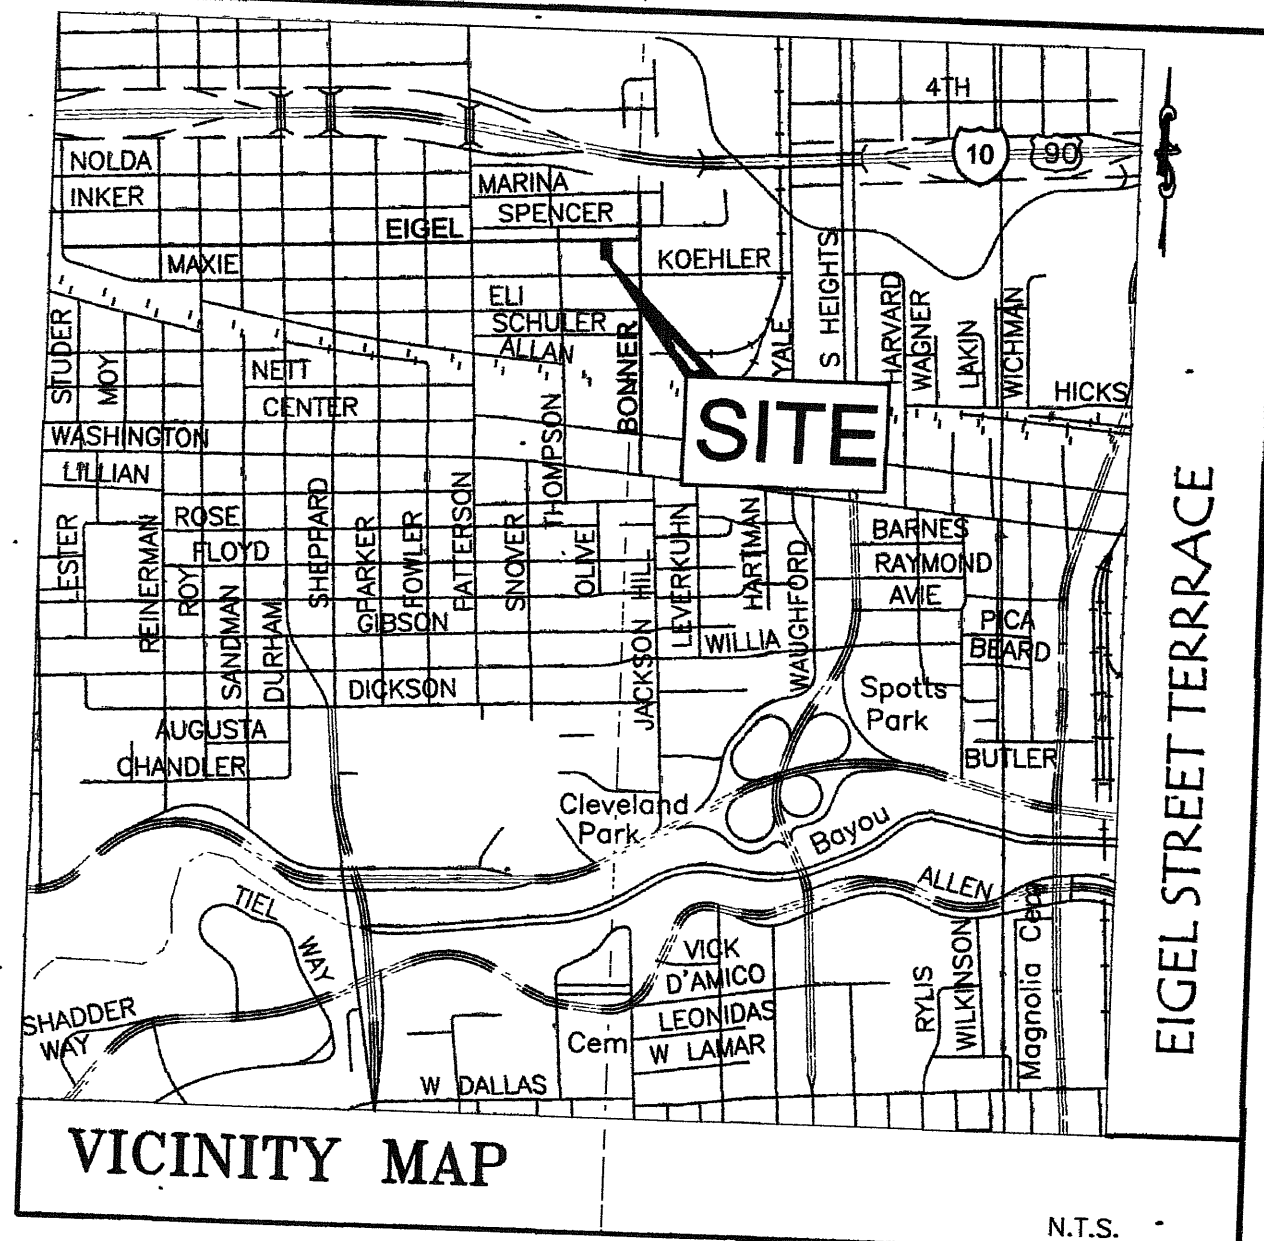 4TH
10
90
NOLDA
INKER
MARINA
SPENCER
EIGEL
MAXIE
KOEHLER
S HEIGHTS
YALE
ELI
SCHULER
ALLAN
BONNER
STUDER
MOY
NETT
CENTER
HARVARD
WAGNER
LAKIN
WICHMAN
HICKS
SITE
WASHINGTON
LILLIAN
THOMPSON
LESTER
REINERMAN
ROSE
FLOYD
ROY
SANDMAN
DURHAM
SHEPPARD
PARKER
FOWLER
PATTERSON
SNOVER
OLIVE
GIBSON
JACKSON HILL
LEVERKUHN
HARTMAN
WAUGHFORD
WILLIA
BARNES
RAYMOND
AVIE
PICA
BEARD
DICKSON
AUGUSTA
CHANDLER
Spotts
Park
BUTLER
Cleveland
Park
Bayou
ALLEN
TIEL
WAY
SHADDER
WAY
VICK
D'AMICO
LEONIDAS
W LAMAR
Cem
W DALLAS
RYLIS
WILKINSON
Magnolia Cem
EIGEL STREET TERRRACE
VICINITY MAP
N.T.S.